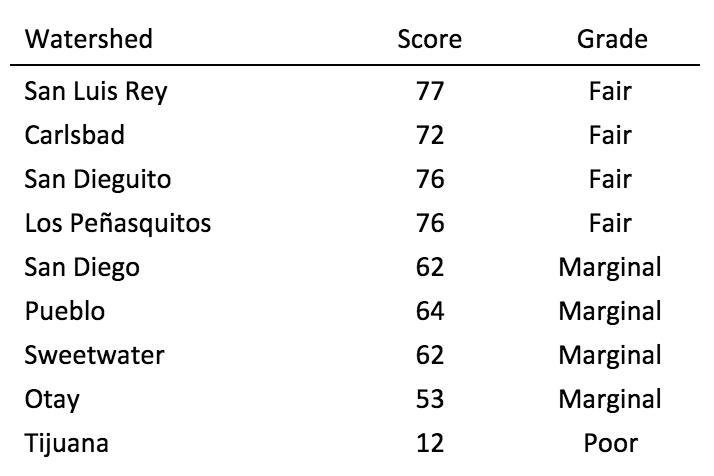 Watershed Score Grade
San Luis Rey 77 Fair
Carlsbad 72 Fair
San Dieguito 76 Fair
Los Peñasquitos 76 Fair
San Diego 62 Marginal
Pueblo 64 Marginal
Sweetwater 62 Marginal
Otay 53 Marginal
Tijuana 12 Poor